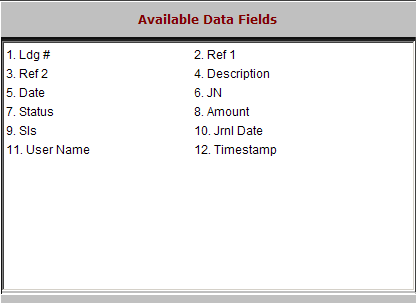 Available Data Fields
1. Ldg # 2. Ref 1
3. Ref 2 4. Description
5. Date 6. JN
7. Status 8. Amount
9. Sls 10. Jrnl Date
11. User Name 12. Timestamp